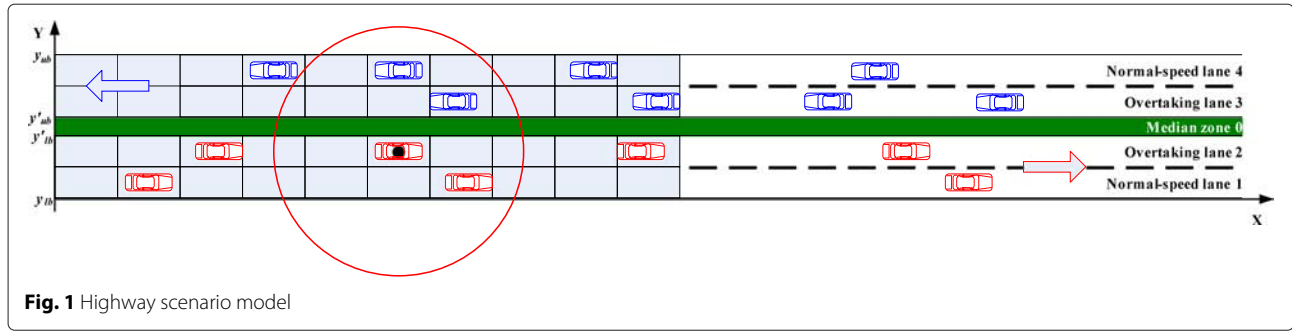 Y
y_ub
Normal-speed lane 4
Overtaking lane 3
y'_ub
Median zone 0
y'_lb
Overtaking lane 2
Normal-speed lane 1
y_lb
X
Fig. 1 Highway scenario model